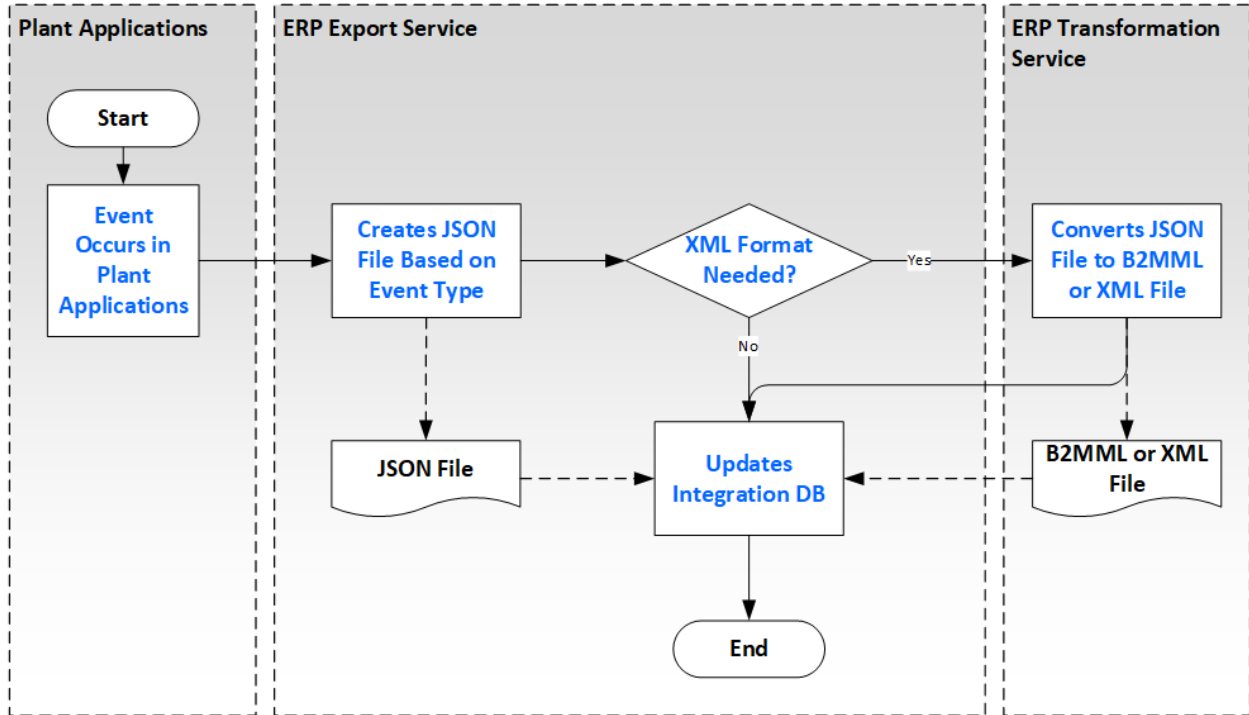 Plant Applications
ERP Export Service
ERP Transformation
Service
Start
Event
Occurs in
Plant
Applications
Creates JSON
File Based on
Event Type
XML Format
Needed?
Yes
Converts JSON
File to B2MML
or XML File
No
JSON File
Updates
Integration DB
B2MML or XML
File
End